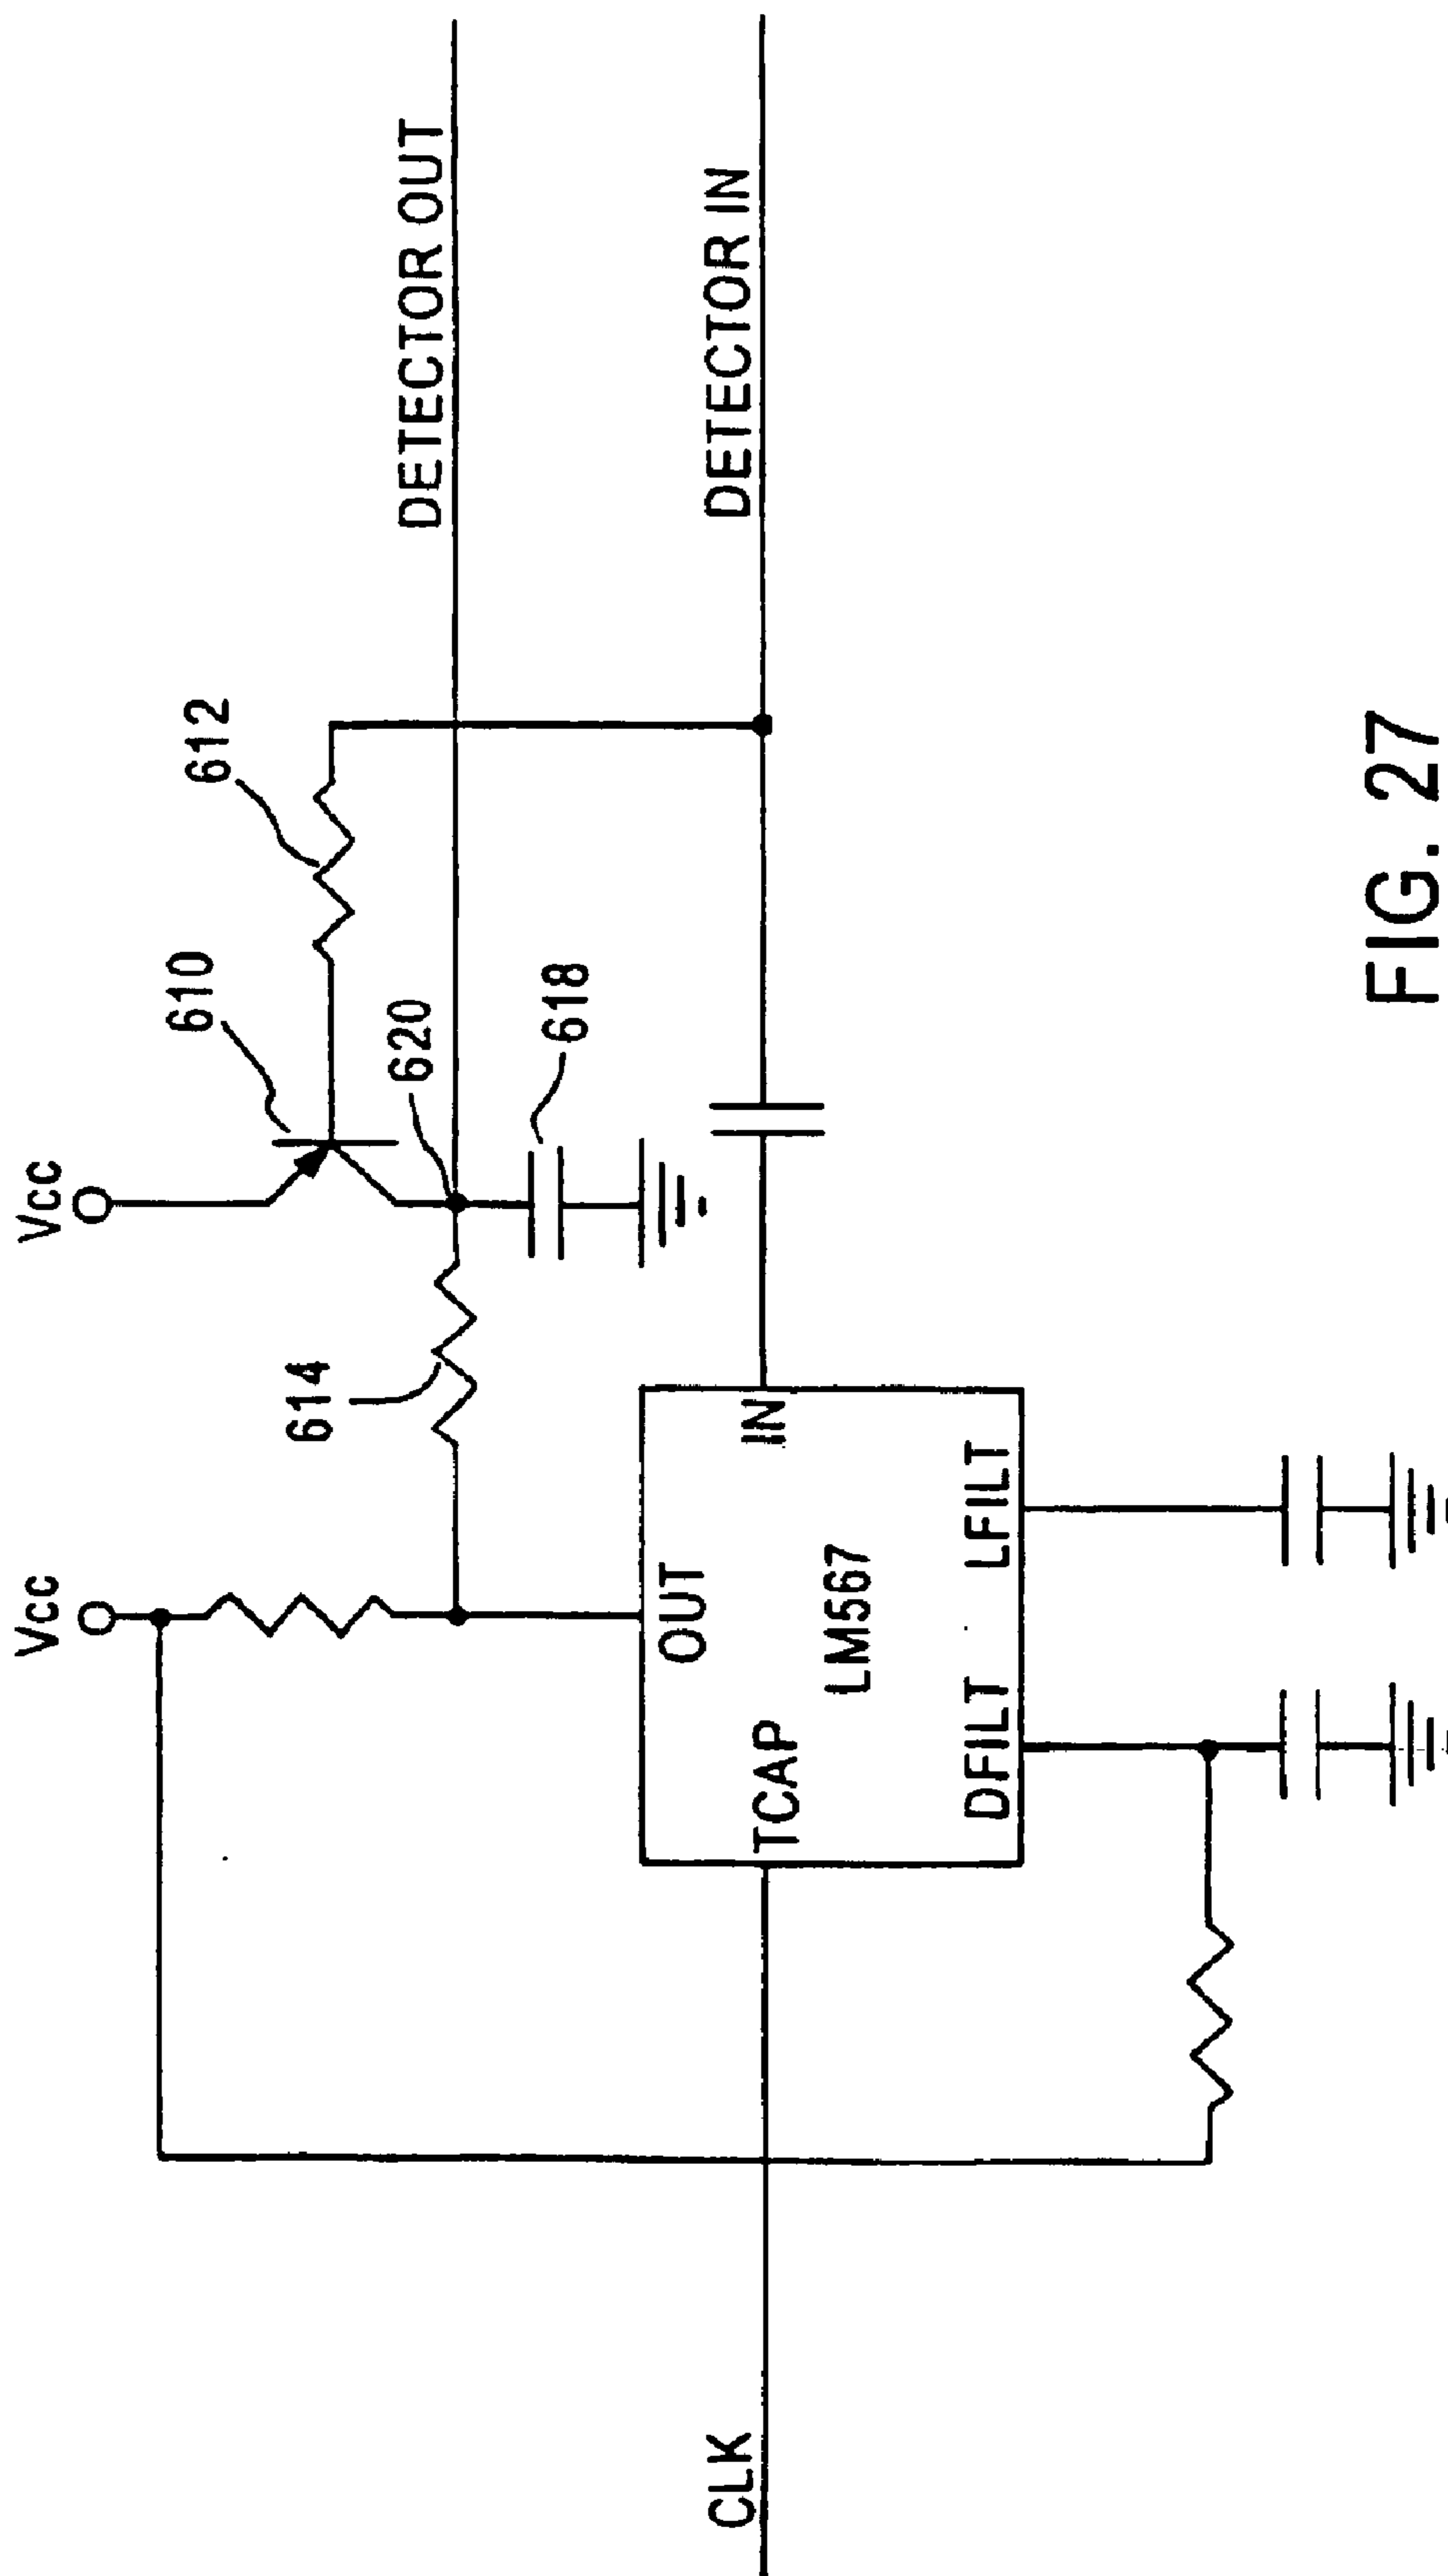 Vcc
Vcc
610
612
614
620
618
DETECTOR OUT
DETECTOR IN
CLK
TCAP
OUT
IN
LM567
DFILT
LFILT
FIG. 27